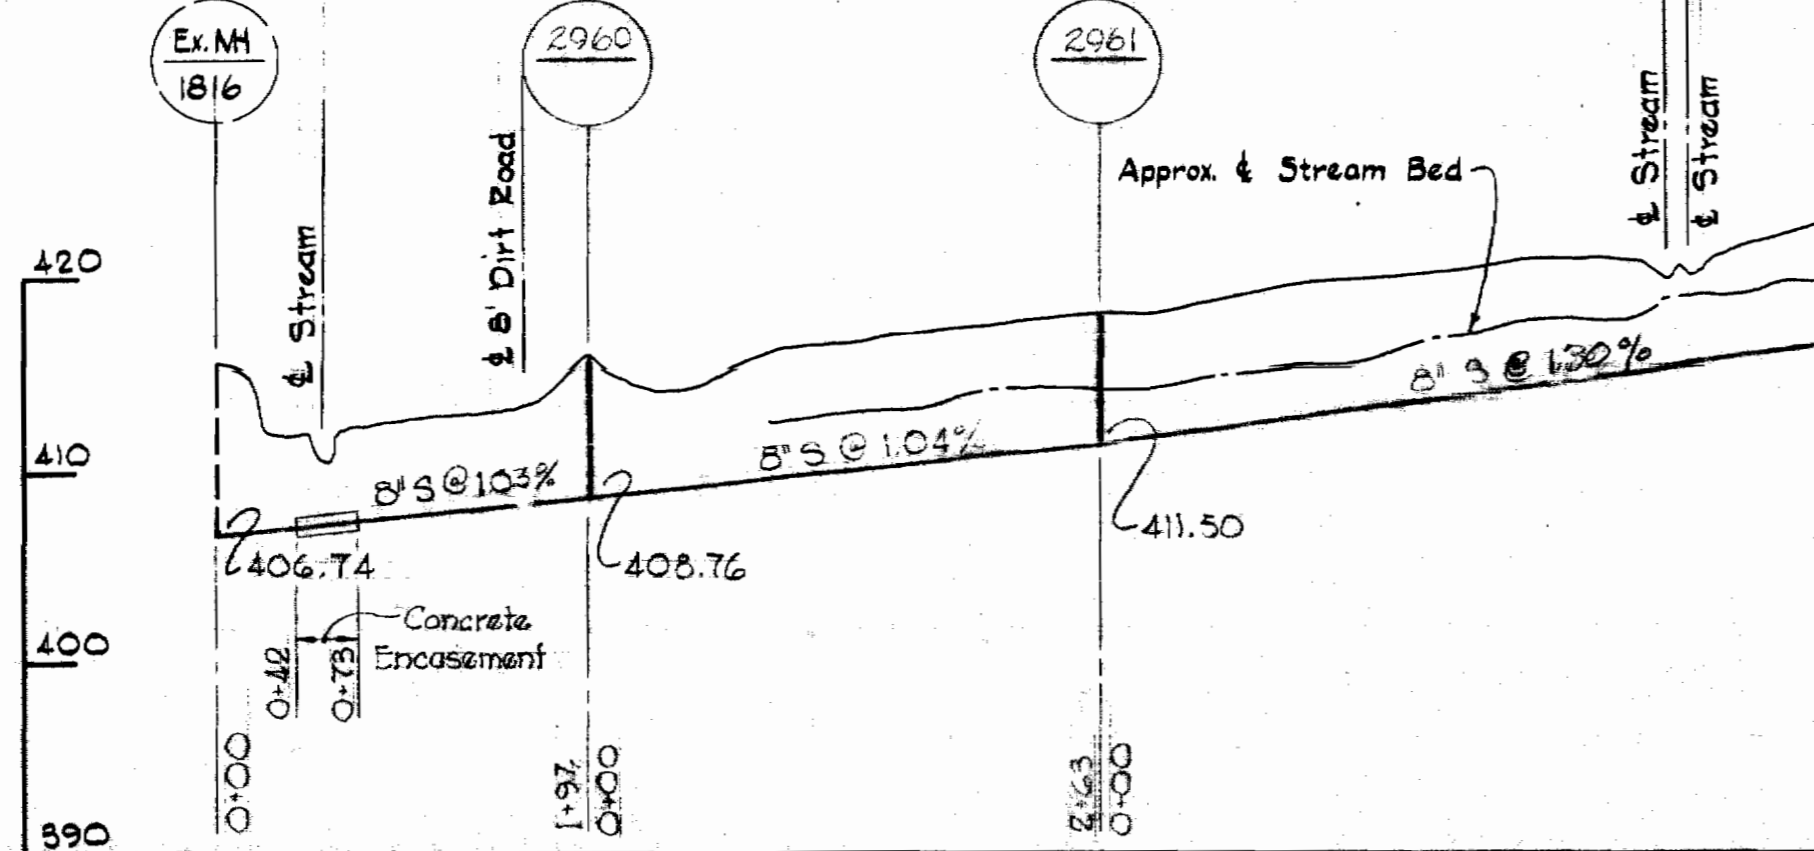 Ex. MH
1816
2960
2961
℄ Stream
℄ 8' Dirt Road
Approx. ℄ Stream Bed
℄ Stream
℄ Stream
420
410
400
390
8" S @ 1.03%
8" S @ 1.04%
8" S @ 1.30%
406.74
408.76
411.50
Concrete
Encasement
0+42
0+73
0+00
1+97
0+00
2+63
0+00